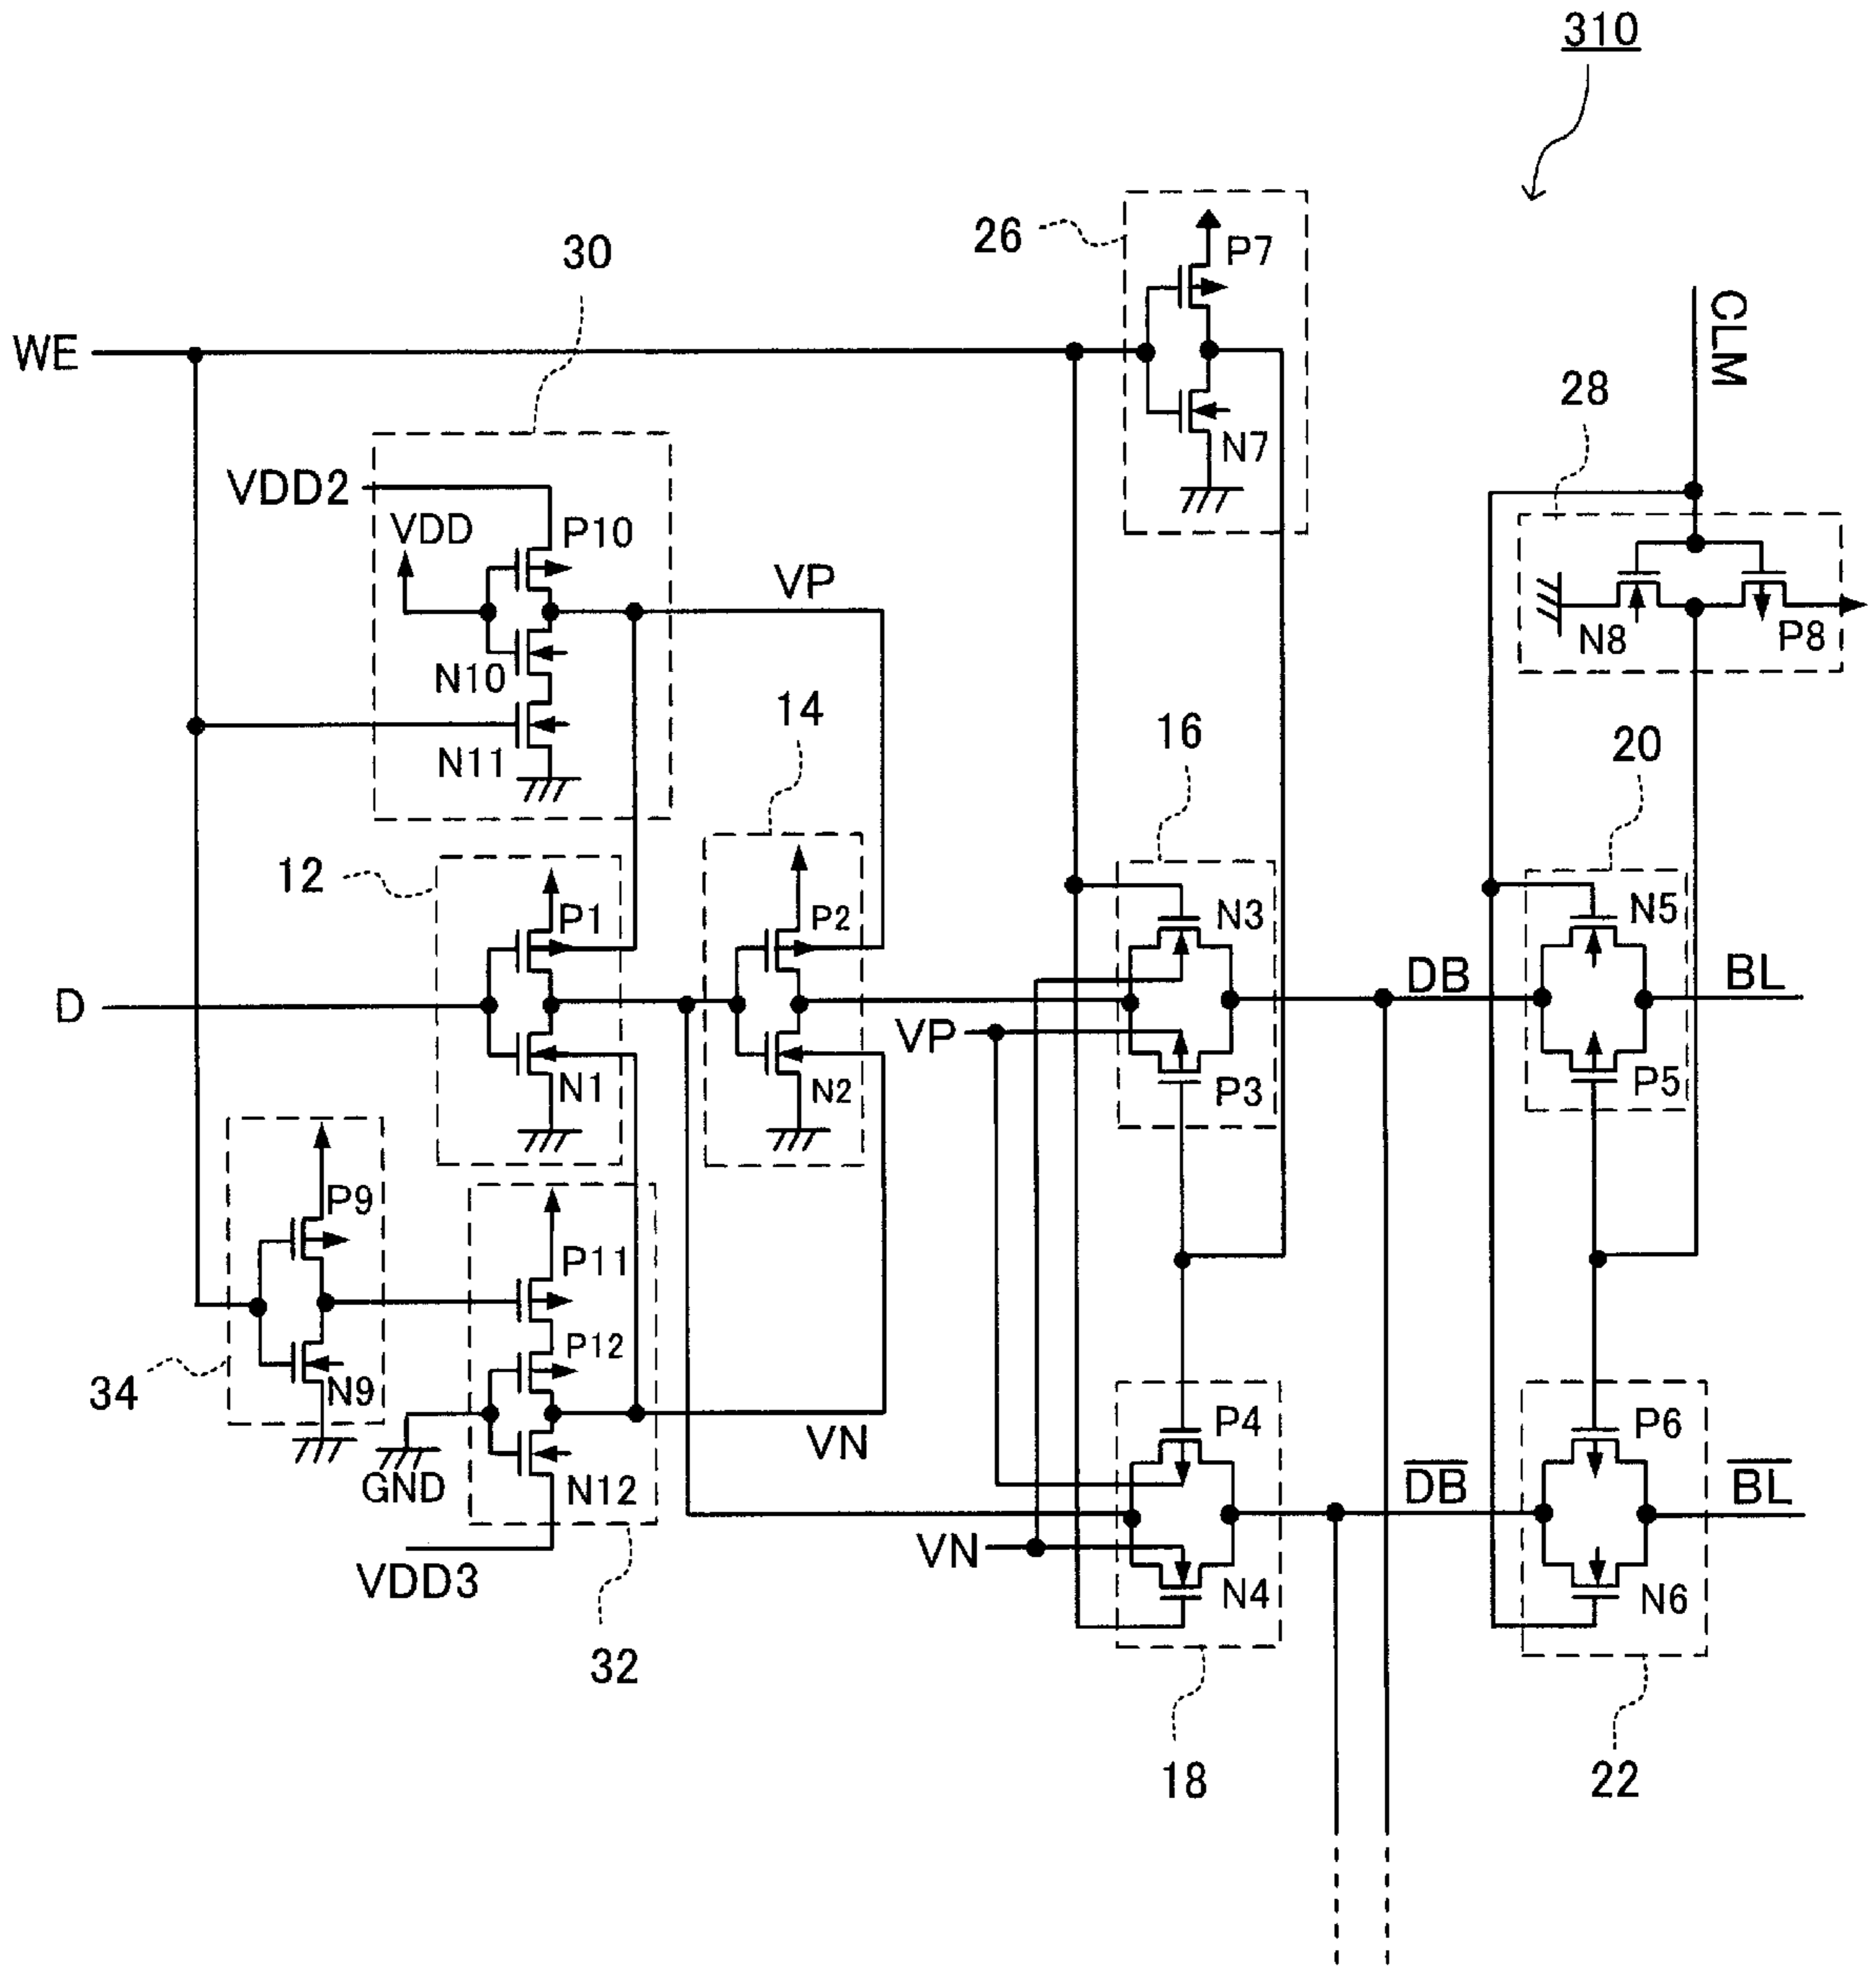 310
26
P7
30
WE
CLM
28
N7
VDD2
VDD
P10
VP
N8
P8
N10
14
16
20
N11
12
P1
P2
N3
N5
D
DB
BL
VP
N1
N2
P3
P5
P9
P11
P12
34
N9
VN
P4
P6
GND
N12
DB
BL
VN
VDD3
N4
N6
32
18
22